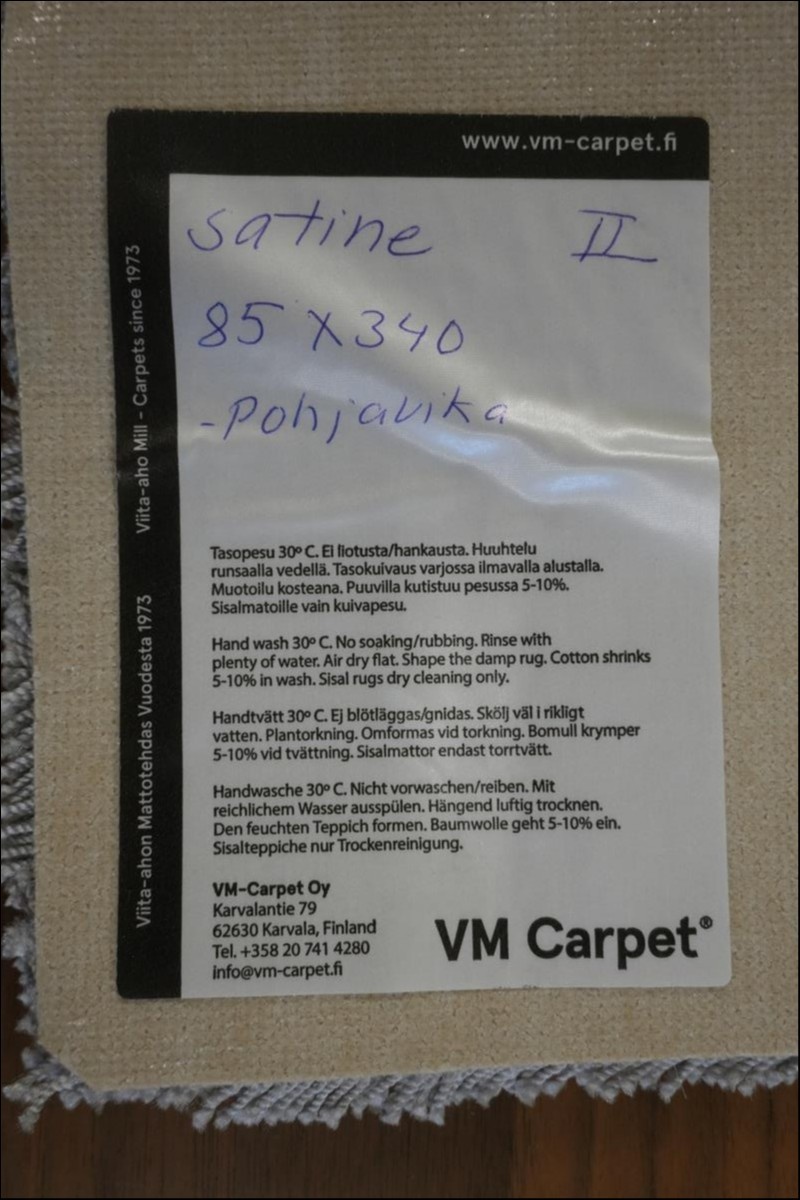 www.vm-carpet.fi
satine II
85 x 340
-Pohjavika
Viita-aho Mill - Carpets since 1973
Viita-ahon Mattotehdas Vuodesta 1973
Tasopesu 30º C. Ei liotusta/hankausta. Huuhtelu
runsaalla vedellä. Tasokuivaus varjossa ilmavalla alustalla.
Muotoilu kosteana. Puuvilla kutistuu pesussa 5-10%.
Sisalmatoille vain kuivapesu.
Hand wash 30º C. No soaking/rubbing. Rinse with
plenty of water. Air dry flat. Shape the damp rug. Cotton shrinks
5-10% in wash. Sisal rugs dry cleaning only.
Handtvätt 30º C. Ej blötläggas/gnidas. Skölj väl i rikligt
vatten. Plantorkning. Omformas vid torkning. Bomull krymper
5-10% vid tvättning. Sisalmattor endast torrtvätt.
Handwasche 30º C. Nicht vorwaschen/reiben. Mit
reichlichem Wasser ausspülen. Hängend luftig trocknen.
Den feuchten Teppich formen. Baumwolle geht 5-10% ein.
Sisalteppiche nur Trockenreinigung.
VM-Carpet Oy
Karvalantie 79
62630 Karvala, Finland
Tel. +358 20 741 4280
info@vm-carpet.fi
VM Carpet®